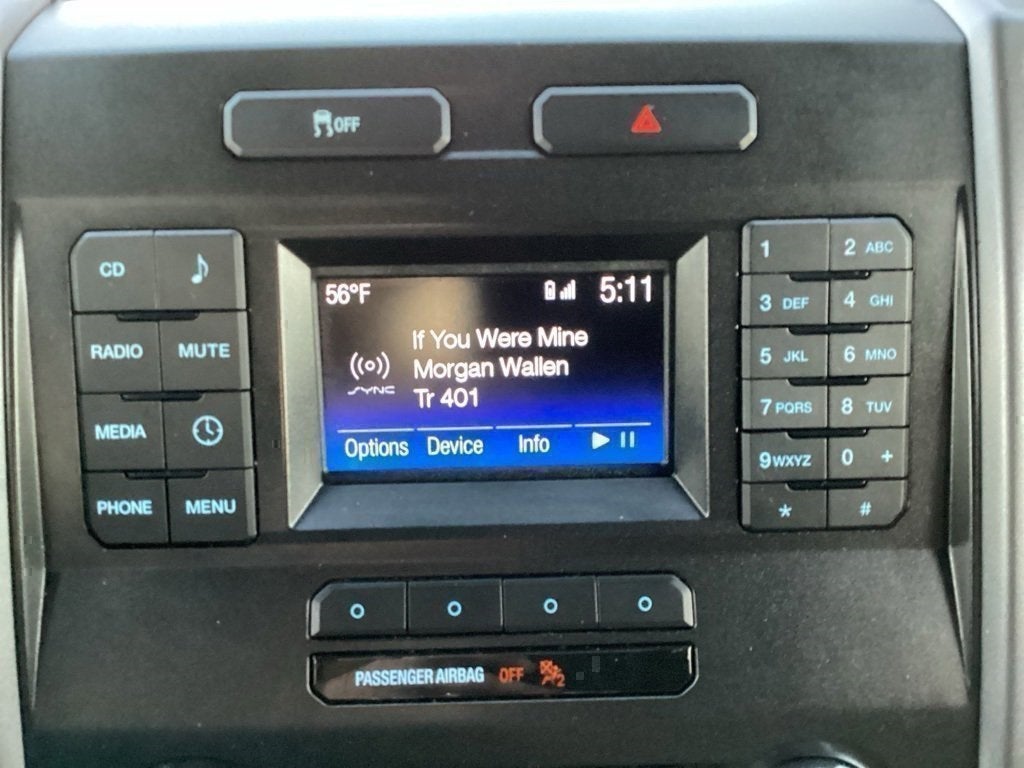 OFF
56°F 5:11
If You Were Mine
Morgan Wallen
SYNC
Tr 401
Options Device Info
CD
RADIO MUTE
MEDIA
PHONE MENU
1 2 ABC
3 DEF 4 GHI
5 JKL 6 MNO
7 PQRS 8 TUV
9 WXYZ 0 +
* #
PASSENGER AIRBAG OFF 2